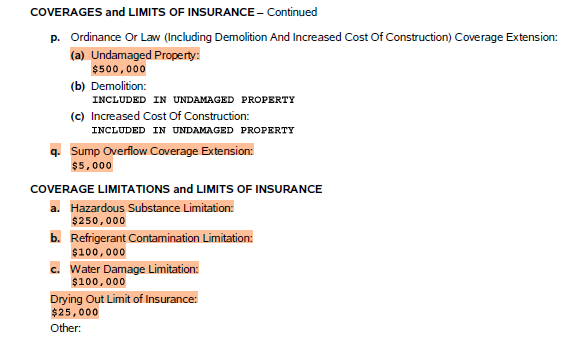 COVERAGES and LIMITS OF INSURANCE – Continued
p. Ordinance Or Law (Including Demolition And Increased Cost Of Construction) Coverage Extension:
(a) Undamaged Property:
$500,000
(b) Demolition:
INCLUDED IN UNDAMAGED PROPERTY
(c) Increased Cost Of Construction:
INCLUDED IN UNDAMAGED PROPERTY
q. Sump Overflow Coverage Extension:
$5,000
COVERAGE LIMITATIONS and LIMITS OF INSURANCE
a. Hazardous Substance Limitation:
$250,000
b. Refrigerant Contamination Limitation:
$100,000
c. Water Damage Limitation:
$100,000
Drying Out Limit of Insurance:
$25,000
Other: